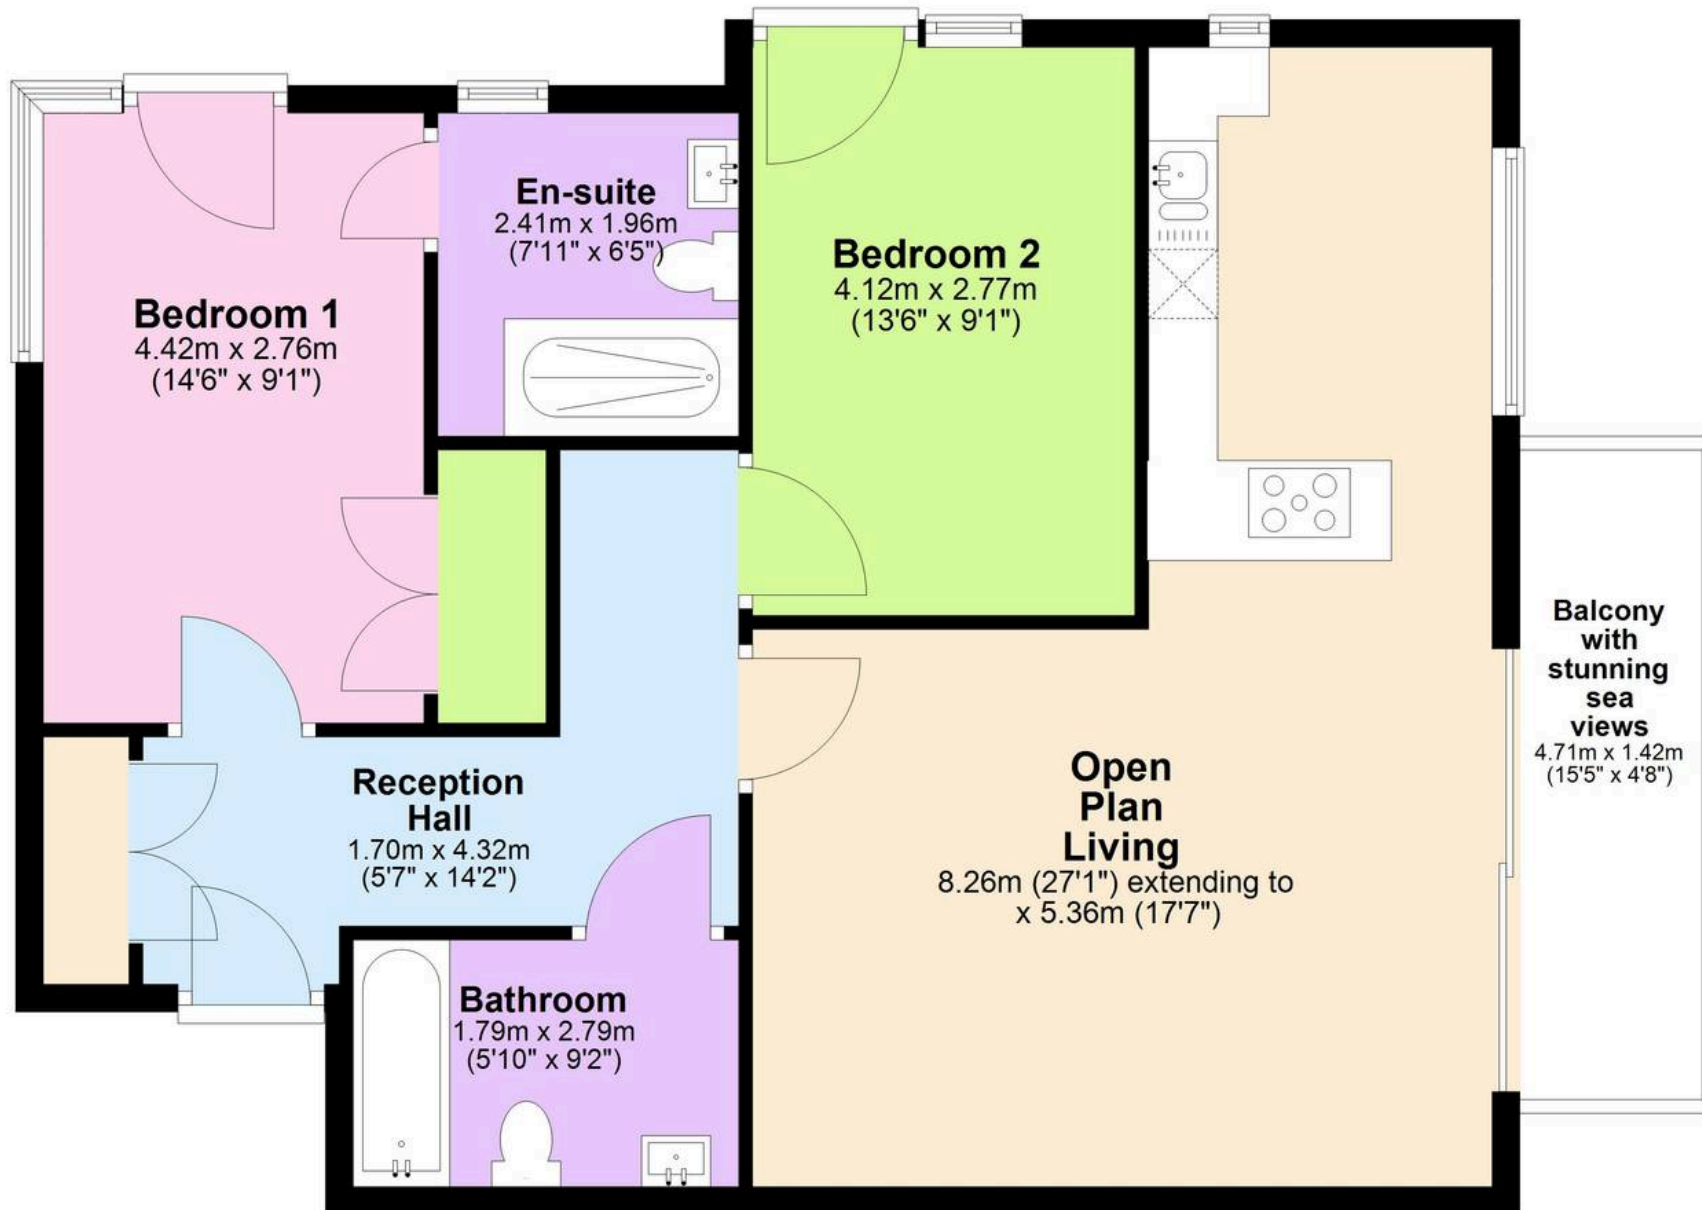 En-suite
2.41m x 1.96m
(7'11" x 6'5")
Bedroom 2
4.12m x 2.77m
(13'6" x 9'1")
Bedroom 1
4.42m x 2.76m
(14'6" x 9'1")
Balcony
with
stunning
sea
views
4.71m x 1.42m
(15'5" x 4'8")
Reception
Hall
1.70m x 4.32m
(5'7" x 14'2")
Open
Plan
Living
8.26m (27'1") extending to
x 5.36m (17'7")
Bathroom
1.79m x 2.79m
(5'10" x 9'2")